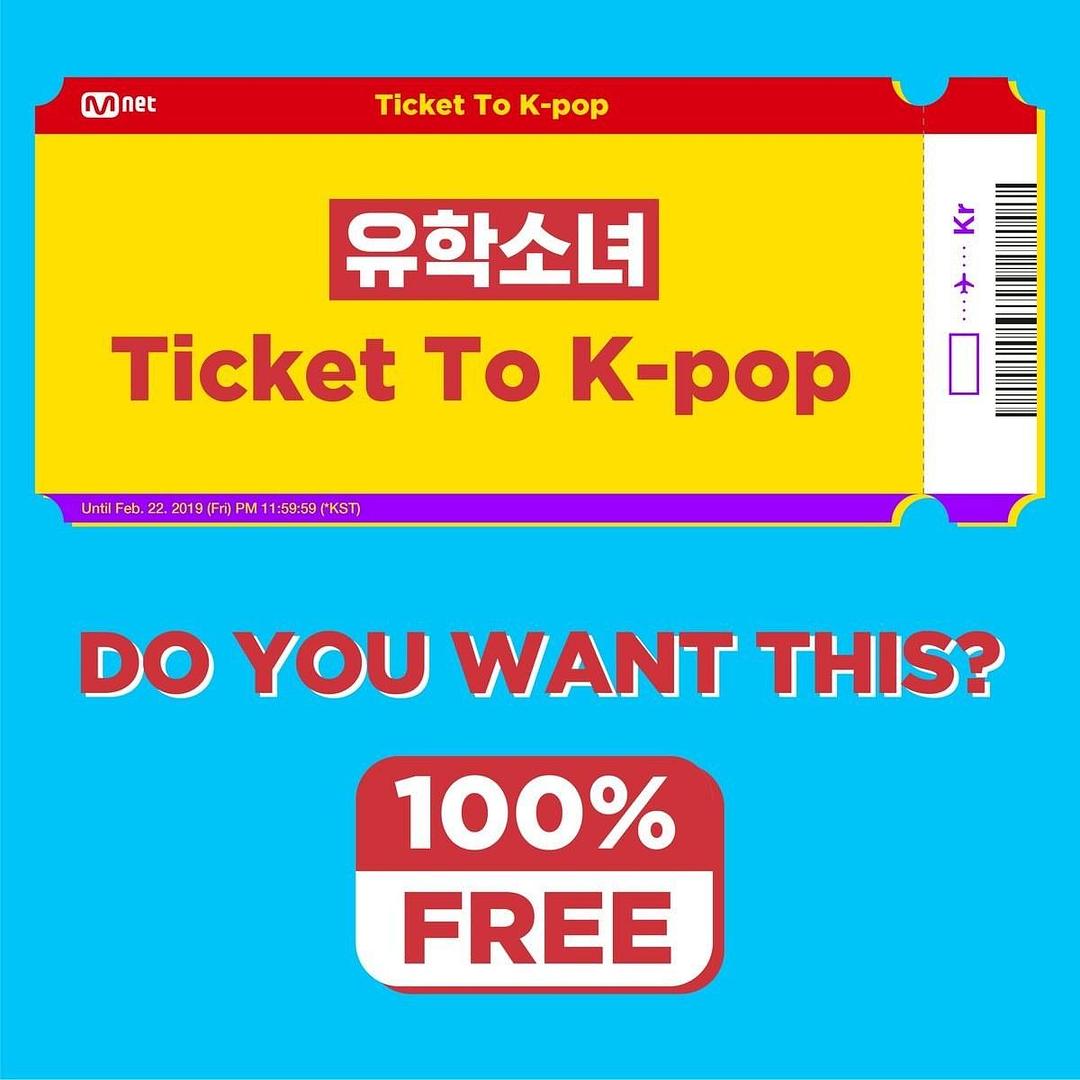 Mnet
Ticket To K-pop
유학소녀
Ticket To K-pop
Kr
Until Feb. 22. 2019 (Fri) PM 11:59:59 (*KST)
DO YOU WANT THIS?
100%
FREE